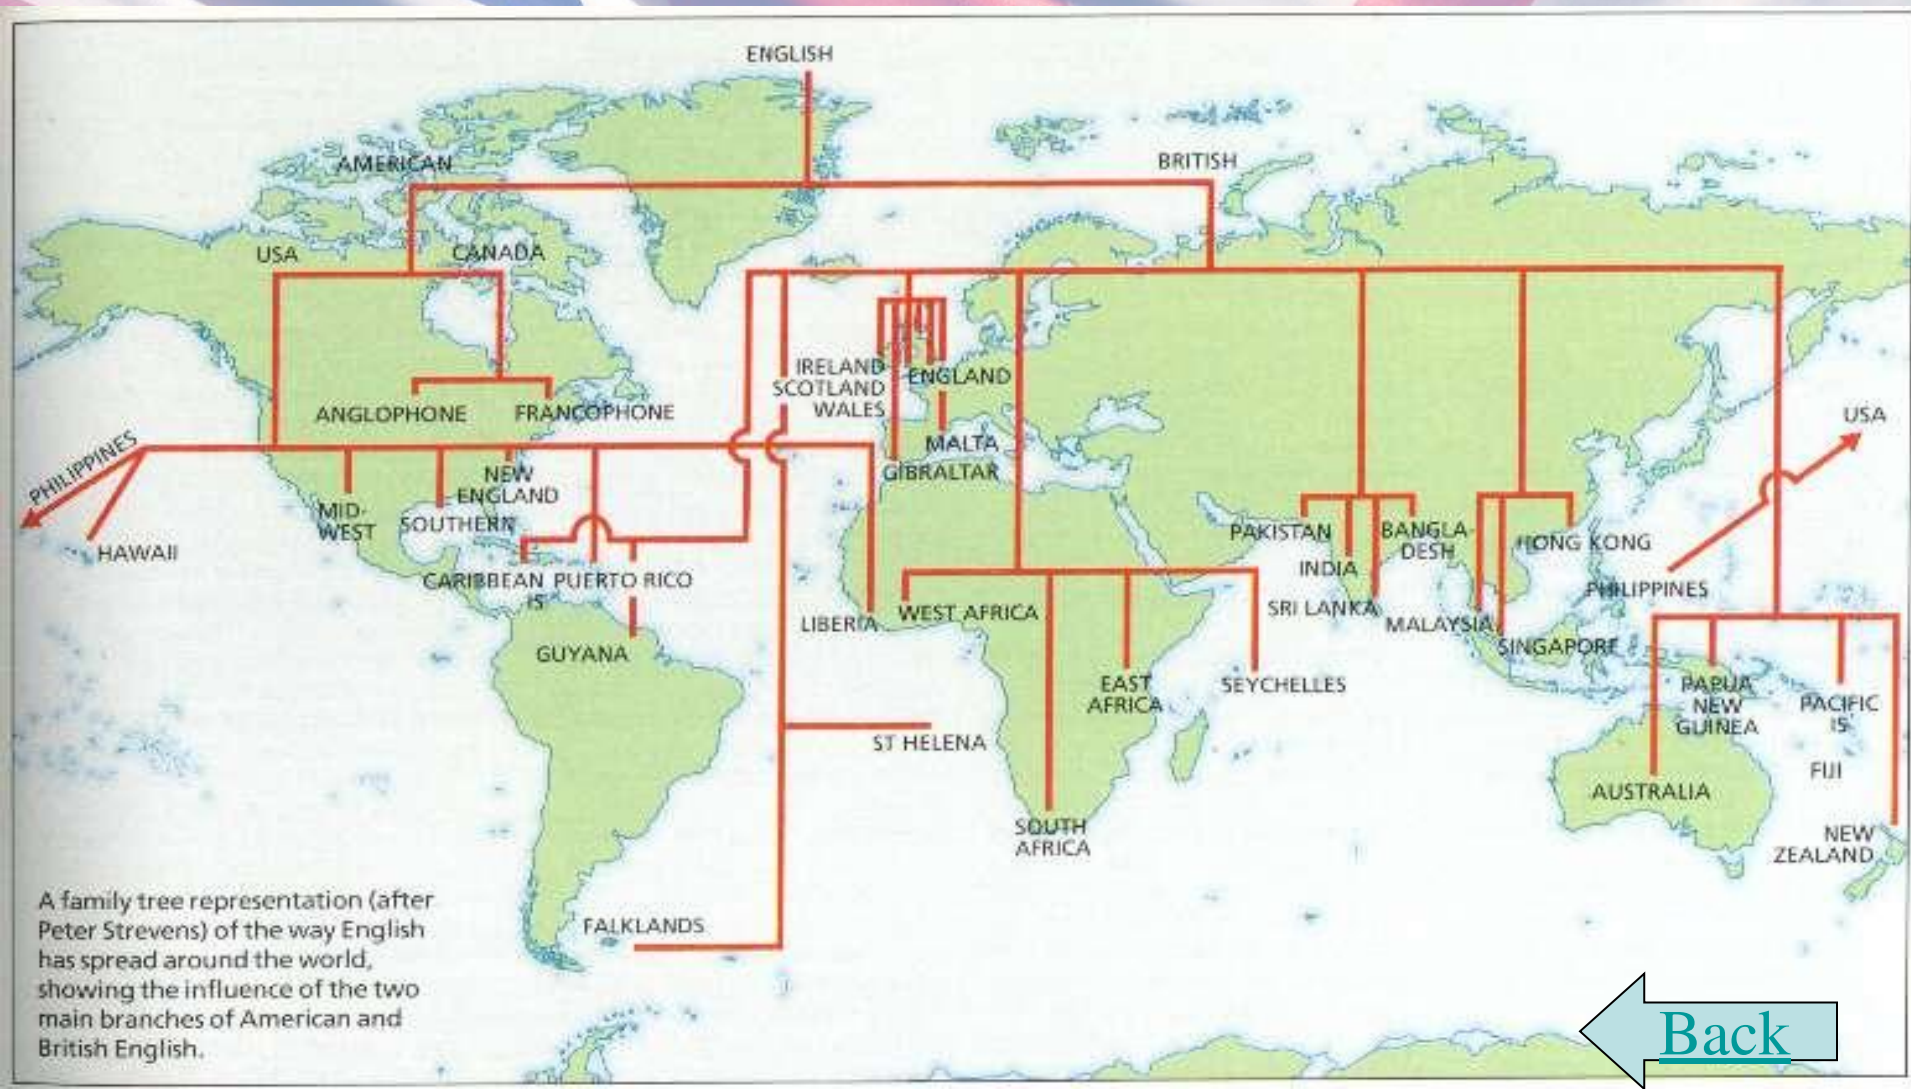 ENGLISH
AMERICAN
BRITISH
USA
CANADA
IRELAND
SCOTLAND
WALES
ENGLAND
ANGLOPHONE
FRANCOPHONE
USA
PHILIPPINES
MALTA
GIBRALTAR
NEW
ENGLAND
MID-
WEST
SOUTHERN
HAWAII
PAKISTAN
BANGLA-
DESH
HONG KONG
INDIA
CARIBBEAN
IS
PUERTO RICO
PHILIPPINES
LIBERIA
WEST AFRICA
SRI LANKA
MALAYSIA
SINGAPORE
GUYANA
EAST
AFRICA
SEYCHELLES
PAPUA
NEW
GUINEA
PACIFIC
IS
ST HELENA
FIJI
AUSTRALIA
SOUTH
AFRICA
NEW
ZEALAND
FALKLANDS
A family tree representation (after
Peter Strevens) of the way English
has spread around the world,
showing the influence of the two
main branches of American and
British English.
Back